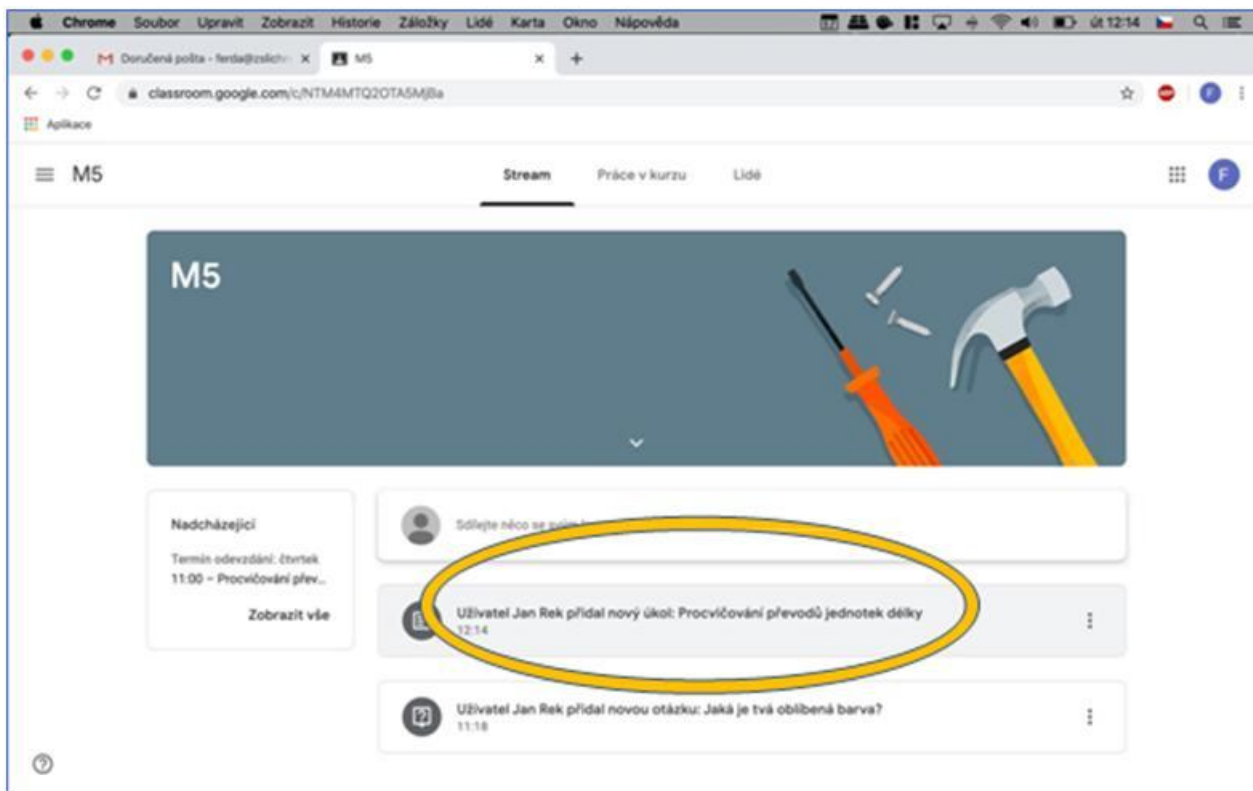 Chrome Soubor Upravit Zobrazit Historie Záložky Lidé Karta Okno Nápověda út 12:14
Doručená pošta - ferda@zslichn M5
classroom.google.com/c/NTM4MTQ2OTA5MjBa
Aplikace
M5 Stream Práce v kurzu Lidé F
M5
Nadcházející
Termín odevzdání: čtvrtek
11:00 – Procvičování přev...
Zobrazit vše
Sdílejte něco se
Uživatel Jan Rek přidal nový úkol: Procvičování převodů jednotek délky
12:14
Uživatel Jan Rek přidal novou otázku: Jaká je tvá oblíbená barva?
11:18